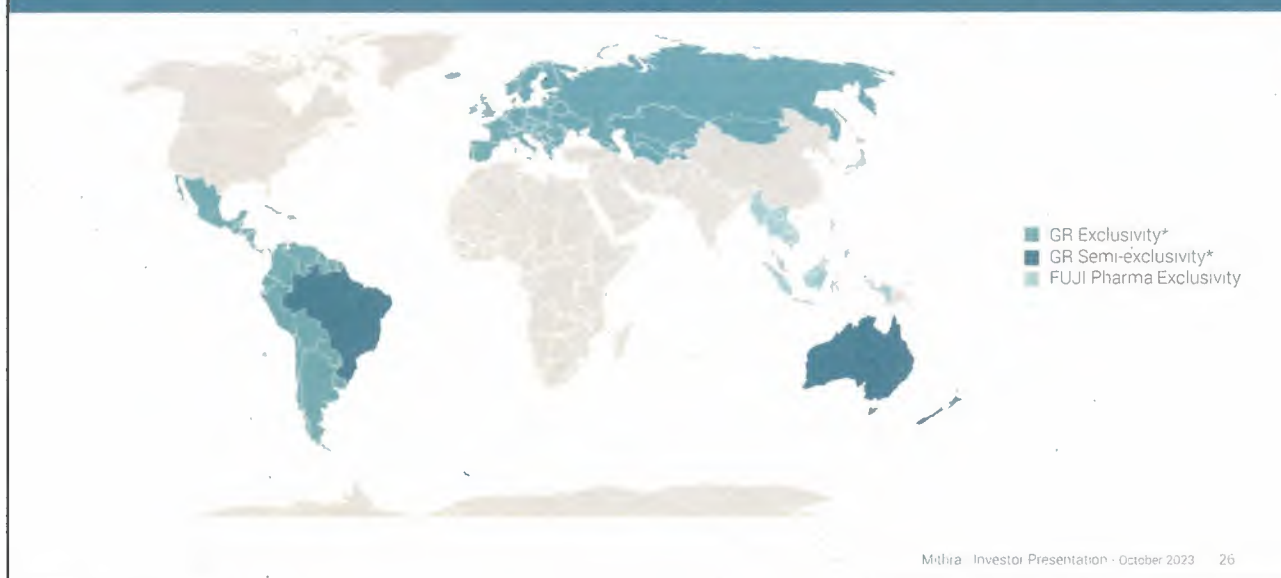 GR Exclusivity*
GR Semi-exclusivity*
FUJI Pharma Exclusivity
Mithra Investor Presentation - October 2023 26